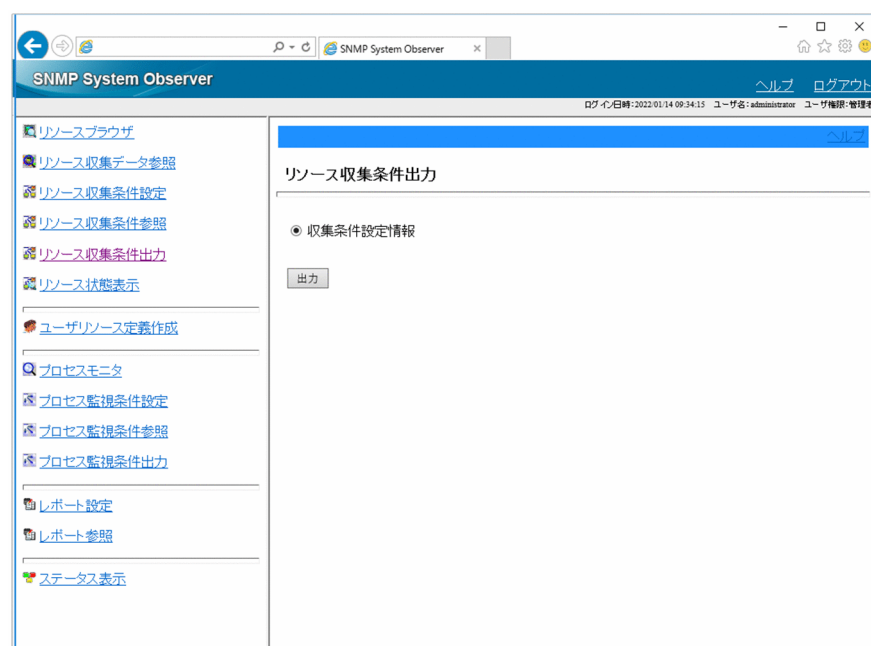 SNMP System Observer
SNMP System Observer
ヘルプ ログアウト
ログイン日時:2022/01/14 09:34:15 ユーザ名:administrator ユーザ権限:管理者
リソースブラウザ
リソース収集データ参照
リソース収集条件設定
リソース収集条件参照
リソース収集条件出力
リソース状態表示
ユーザリソース定義作成
プロセスモニタ
プロセス監視条件設定
プロセス監視条件参照
プロセス監視条件出力
レポート設定
レポート参照
ステータス表示
ヘルプ
リソース収集条件出力
収集条件設定情報
出力